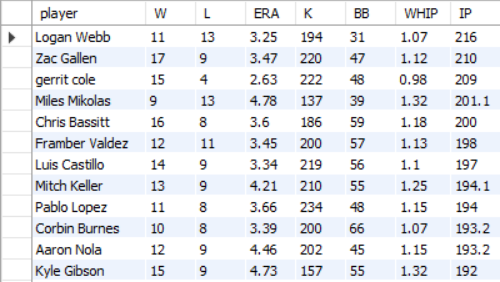 player W L ERA K BB WHIP IP
Logan Webb 11 13 3.25 194 31 1.07 216
Zac Gallen 17 9 3.47 220 47 1.12 210
gerrit cole 15 4 2.63 222 48 0.98 209
Miles Mikolas 9 13 4.78 137 39 1.32 201.1
Chris Bassitt 16 8 3.6 186 59 1.18 200
Framber Valdez 12 11 3.45 200 57 1.13 198
Luis Castillo 14 9 3.34 219 56 1.1 197
Mitch Keller 13 9 4.21 210 55 1.25 194.1
Pablo Lopez 11 8 3.66 234 48 1.15 194
Corbin Burnes 10 8 3.39 200 66 1.07 193.2
Aaron Nola 12 9 4.46 202 45 1.15 193.2
Kyle Gibson 15 9 4.73 157 55 1.32 192